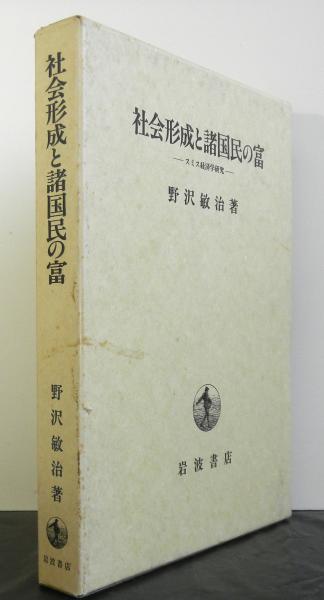 社会形成と諸国民の富
野沢敏治著
岩波書店
社会形成と諸国民の富
―スミス経済学研究―
野沢敏治著
岩波書店